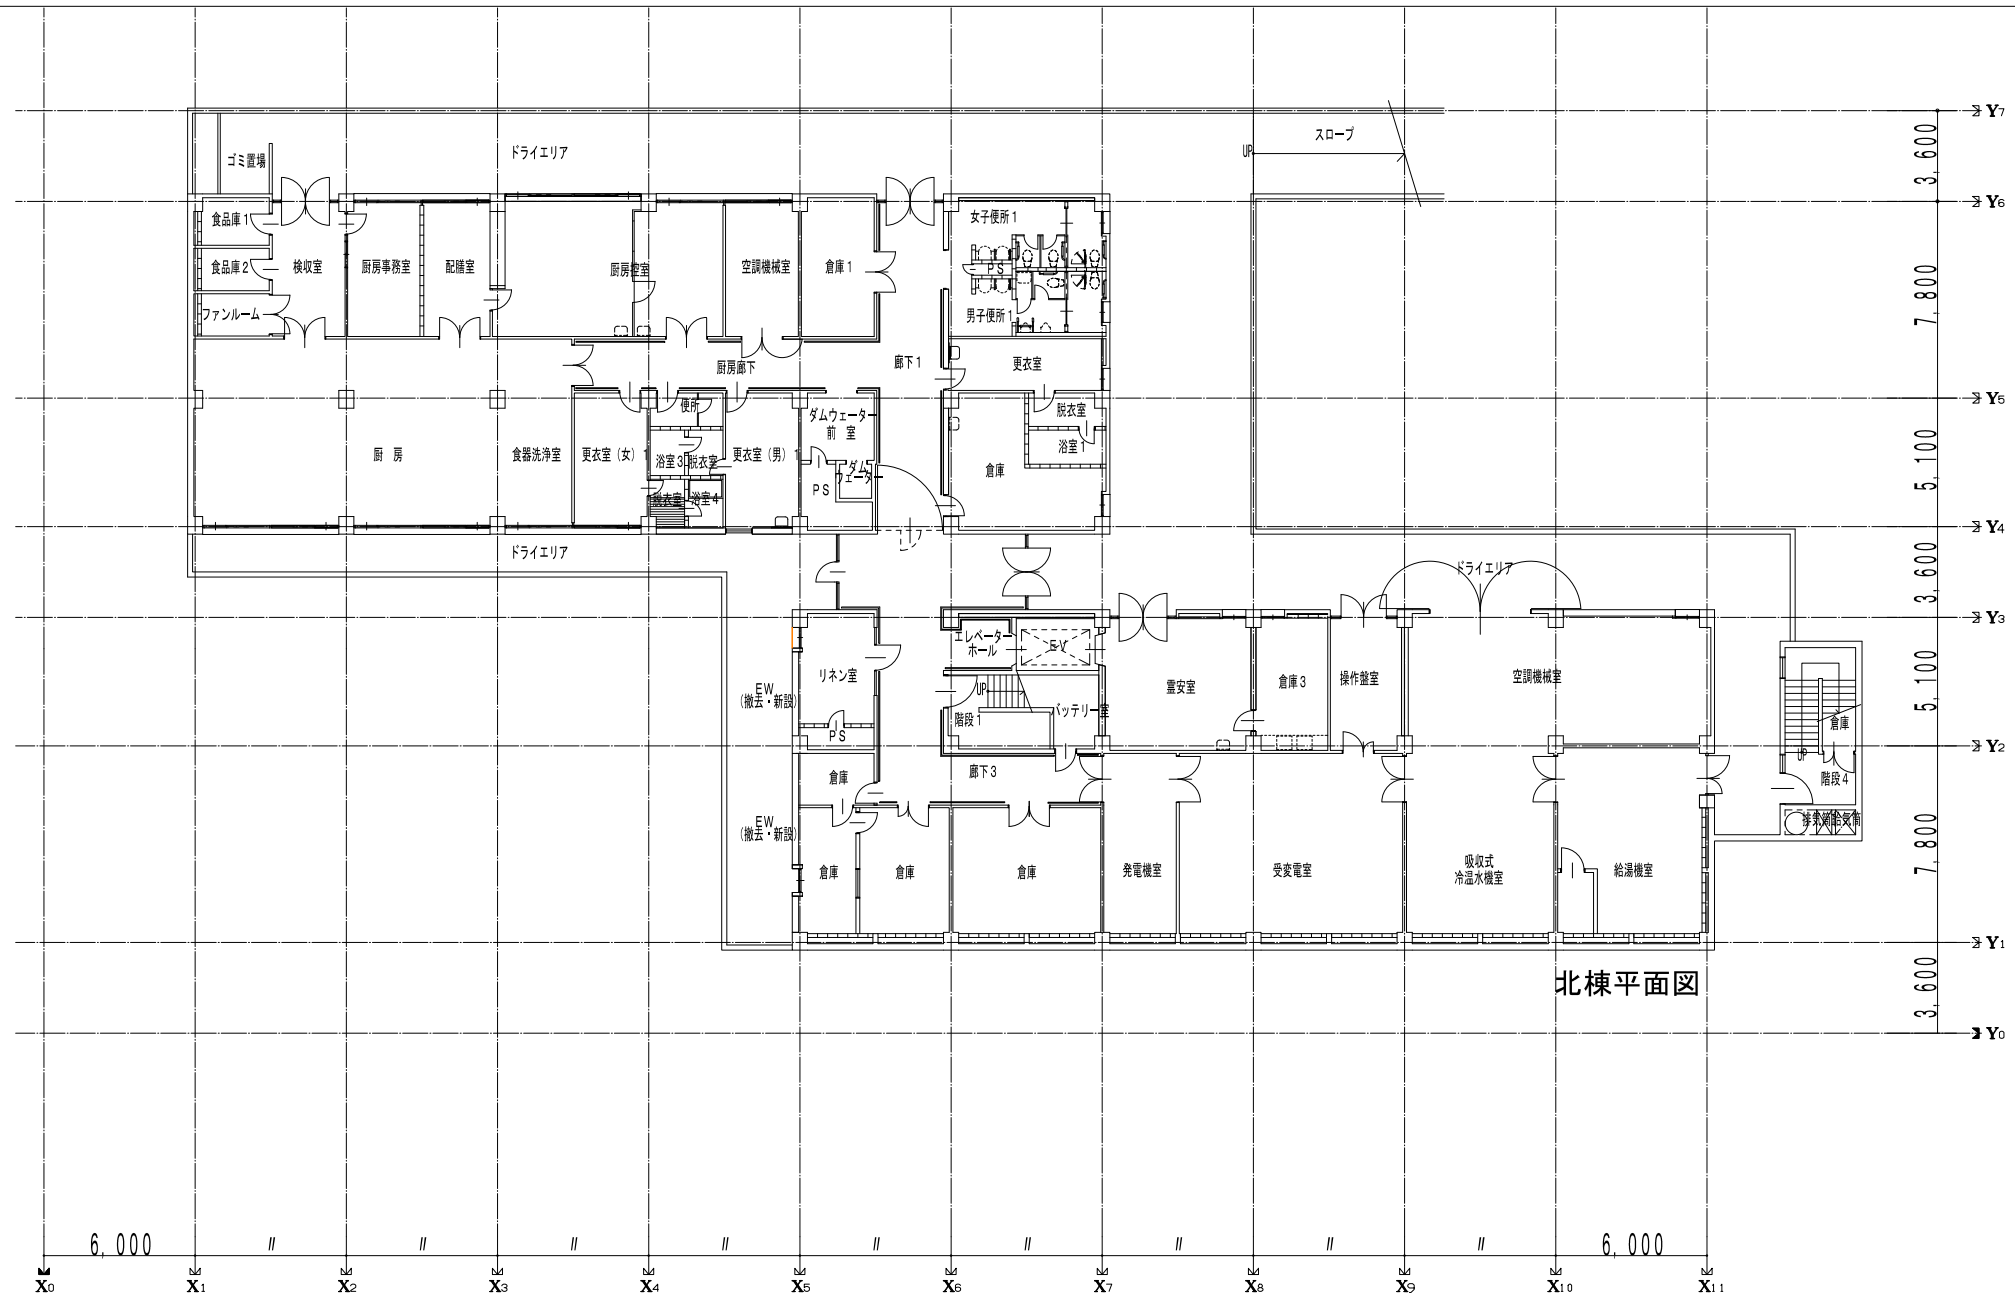 Y7
3,600
スロープ
UP
ドライエリア
ゴミ置場
Y6
食品庫1
女子便所1
食品庫2
検収室
厨房事務室
配膳室
厨房控室
空調機械室
倉庫1
PS
7,800
ファンルーム
男子便所1
厨房廊下
廊下1
更衣室
Y5
便所
ダムウェーター
前 室
脱衣室
浴室1
厨 房
食器洗浄室
更衣室(女)1
浴室3
脱衣室
更衣室(男)1
ダム
ウェーター
倉庫
5,100
PS
脱衣室
浴室4
Y4
ドライエリア
ドライエリア
3,600
Y3
エレベーター
ホール
EV
リネン室
霊安室
倉庫3
操作盤室
空調機械室
5,100
EW
(撤去・新設)
UP
階段1
バッテリー室
倉庫
PS
Y2
UP
倉庫
廊下3
階段4
EW
(撤去・新設)
排気筒
給気筒
7,800
倉庫
倉庫
倉庫
発電機室
受変電室
吸収式
冷温水機室
給湯機室
Y1
北棟平面図
3,600
Y0
6,000
〃
〃
〃
〃
〃
〃
〃
〃
〃
6,000
X0
X1
X2
X3
X4
X5
X6
X7
X8
X9
X10
X11